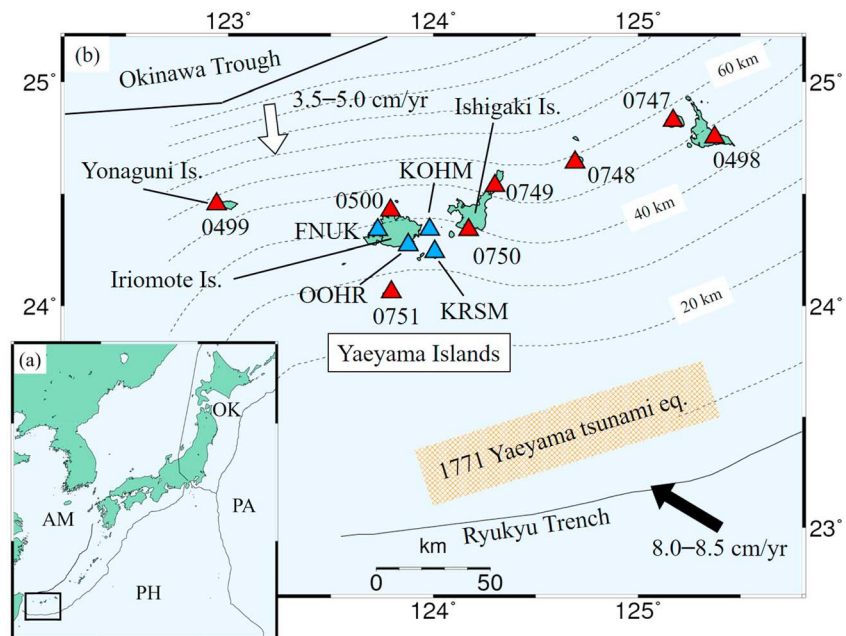 123° 124° 125°
(b)
Okinawa Trough
60 km
25° 25°
3.5–5.0 cm/yr
Ishigaki Is.
0747
Yonaguni Is.
KOHM
0498
0500
0749
0748
0499
FNUK
40 km
0750
Iriomote Is.
OOHR
KRSM
24° 24°
0751
20 km
Yaeyama Islands
(a)
OK
1771 Yaeyama tsunami eq.
AM
PA
Ryukyu Trench
23°
km
8.0–8.5 cm/yr
0 50
PH
124° 125°